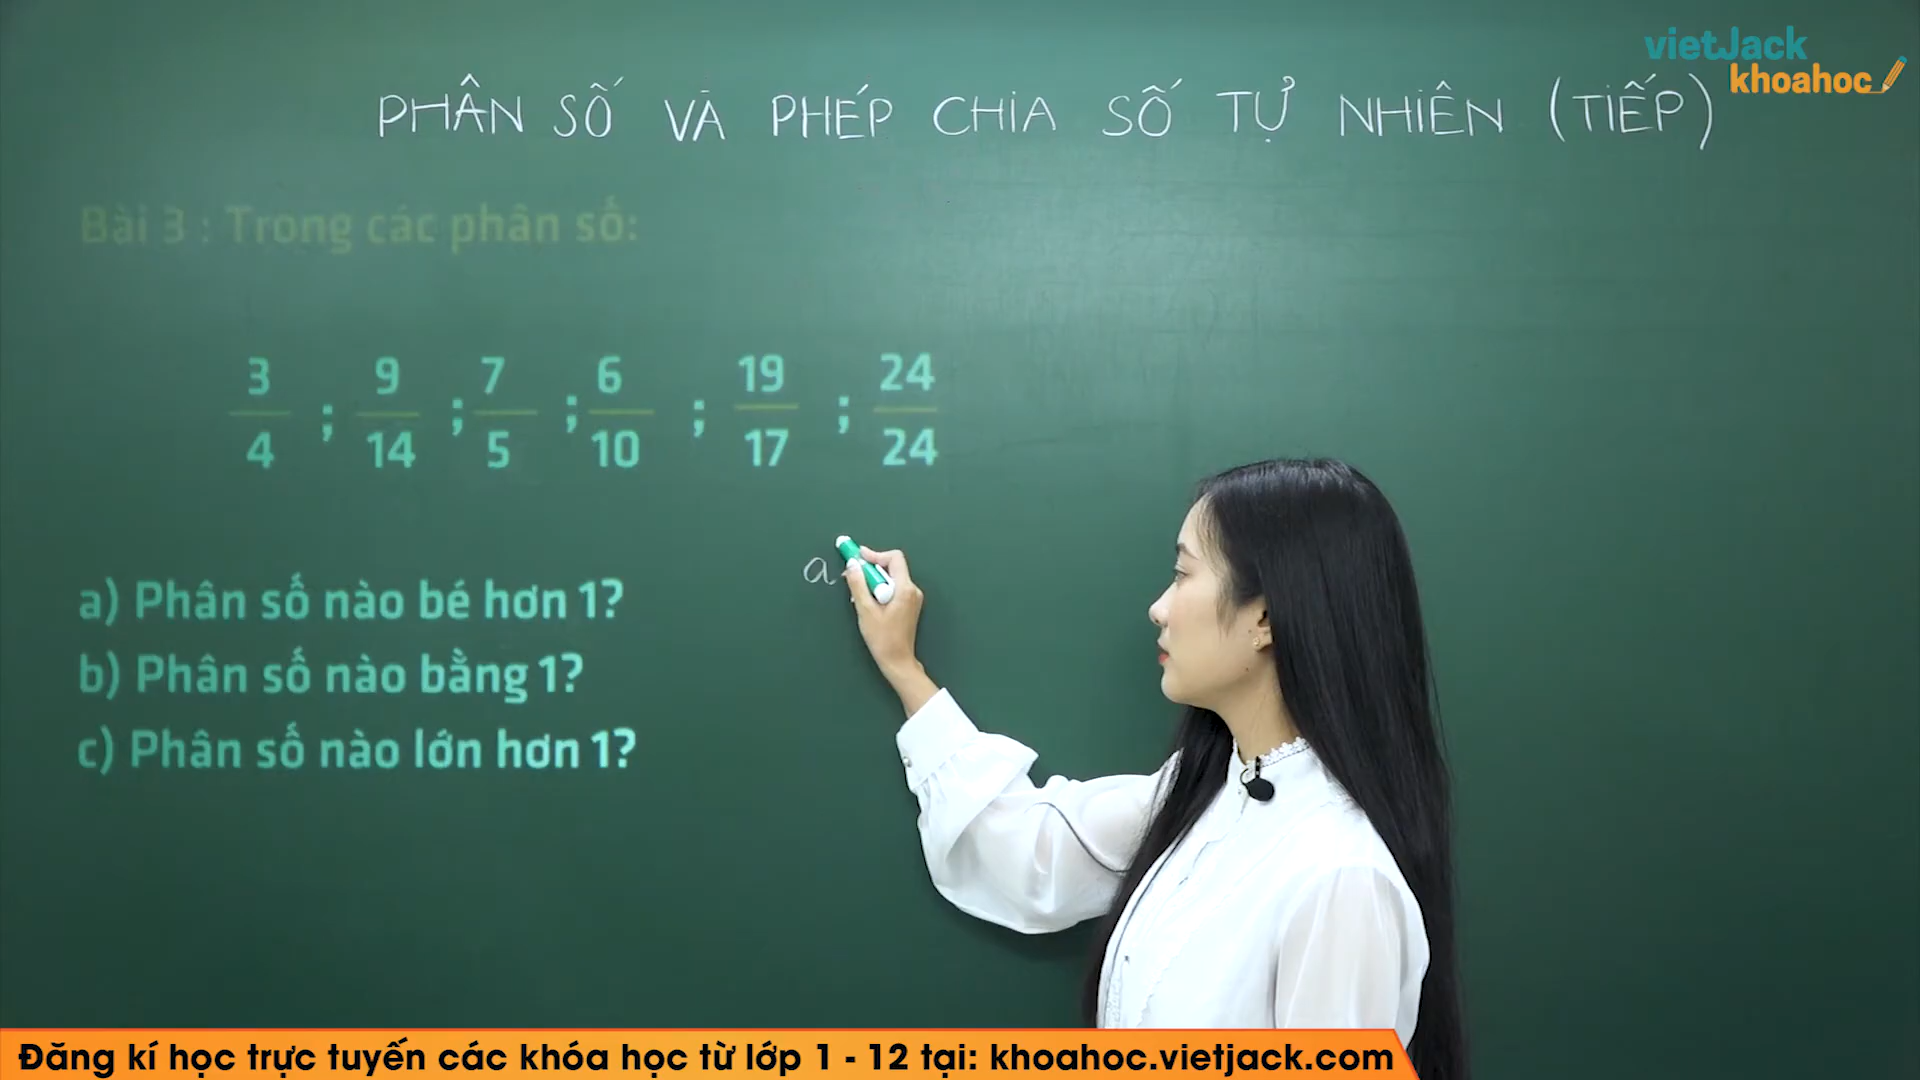 vietJack
khoahoc
PHÂN SỐ VÀ PHÉP CHIA SỐ TỰ NHIÊN (TIẾP)
Bài 3 : Trong các phân số:
3 9 7 6 19 24
; ; ; ; ;
4 14 5 10 17 24
a
a) Phân số nào bé hơn 1?
b) Phân số nào bằng 1?
c) Phân số nào lớn hơn 1?
Đăng kí học trực tuyến các khóa học từ lớp 1 - 12 tại: khoahoc.vietjack.com